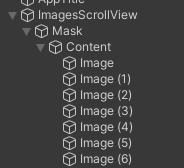 AppTitle
ImagesScrollView
Mask
Content
Image
Image (1)
Image (2)
Image (3)
Image (4)
Image (5)
Image (6)